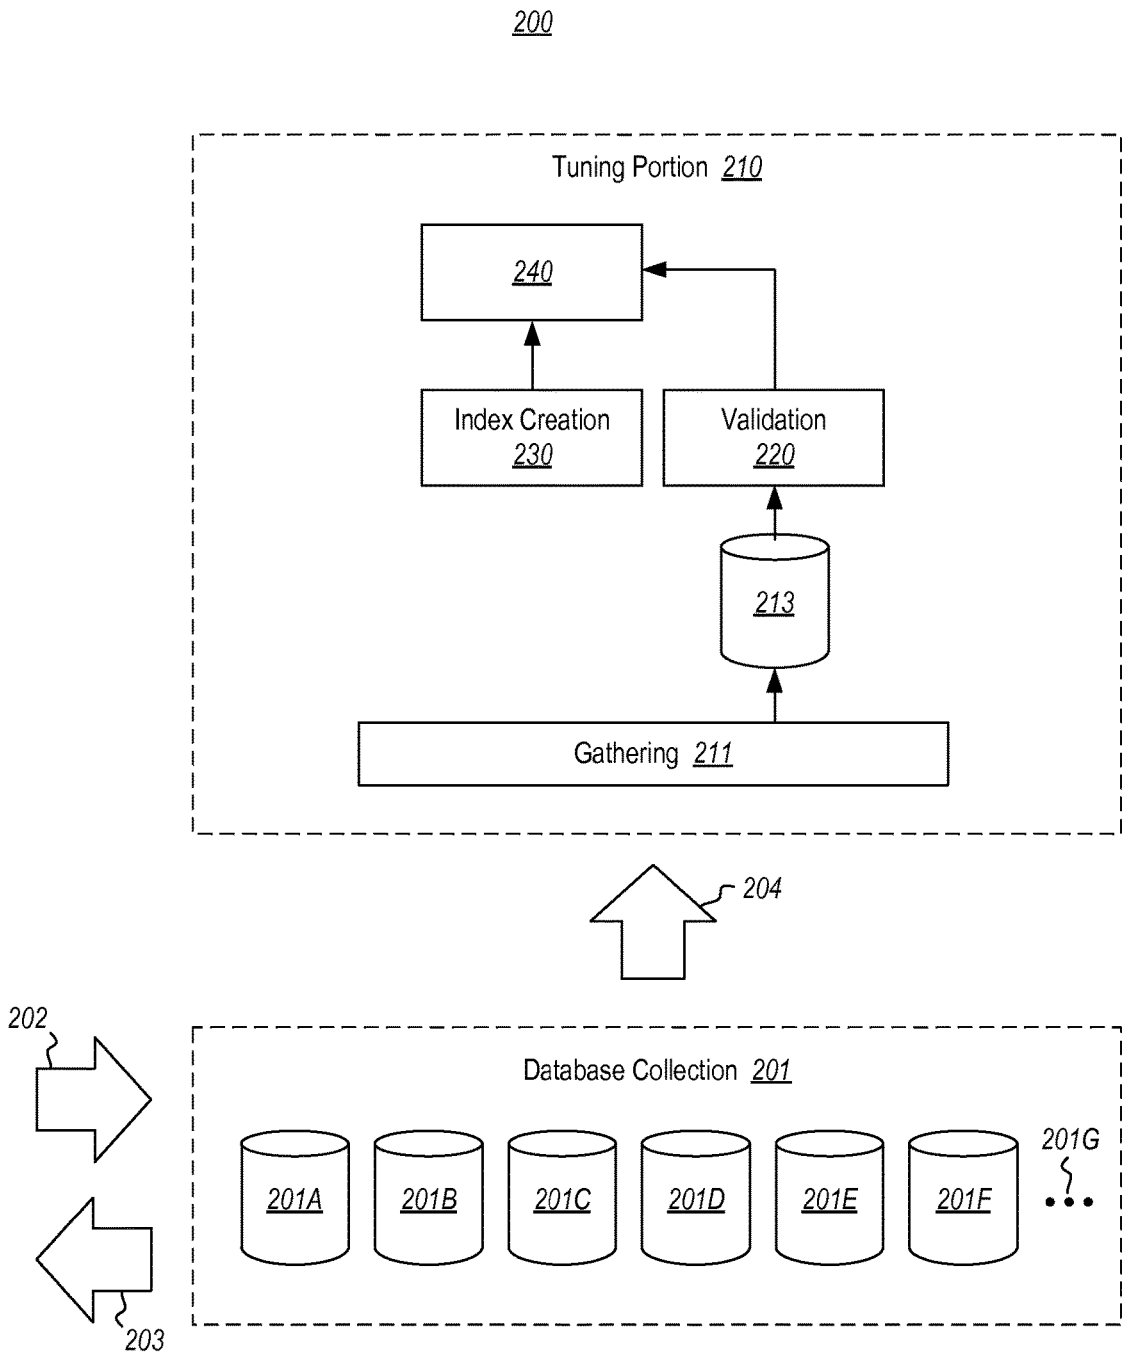 200
Tuning Portion 210
240
Index Creation
230
Validation
220
213
Gathering 211
204
202
Database Collection 201
201A
201B
201C
201D
201E
201F
201G
203